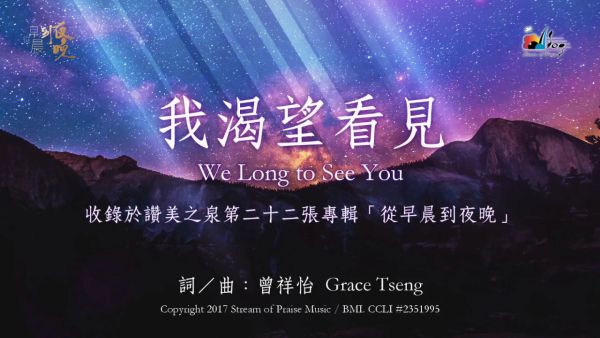 早晨到夜晚
我渴望看見
We Long to See You
收錄於讚美之泉第二十二張專輯「從早晨到夜晚」
詞／曲：曾祥怡 Grace Tseng
Copyright 2017 Stream of Praise Music / BMI. CCLI #2351995